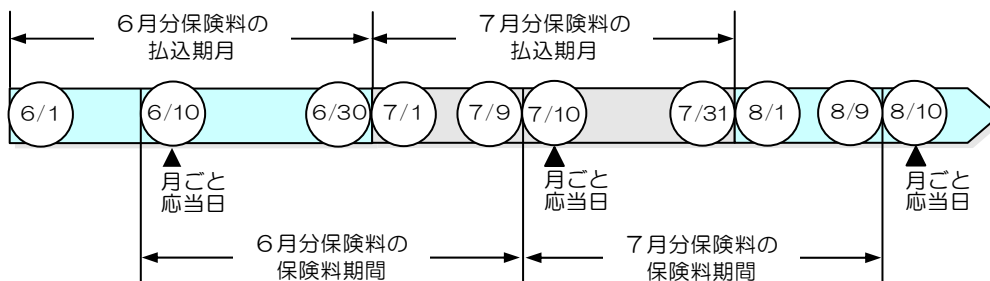 ６月分保険料の
払込期月
７月分保険料の
払込期月
6/1
6/10
6/30
7/1
7/9
7/10
7/31
8/1
8/9
8/10
月ごと
応当日
月ごと
応当日
月ごと
応当日
６月分保険料の
保険料期間
７月分保険料の
保険料期間